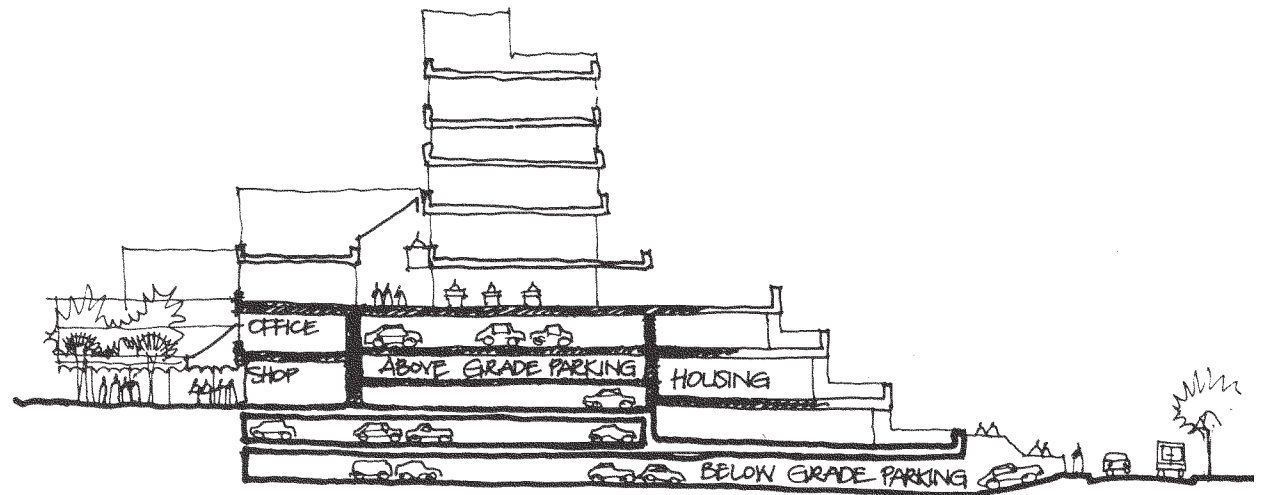 OFFICE
SHOP
ABOVE GRADE PARKING
HOUSING
BELOW GRADE PARKING